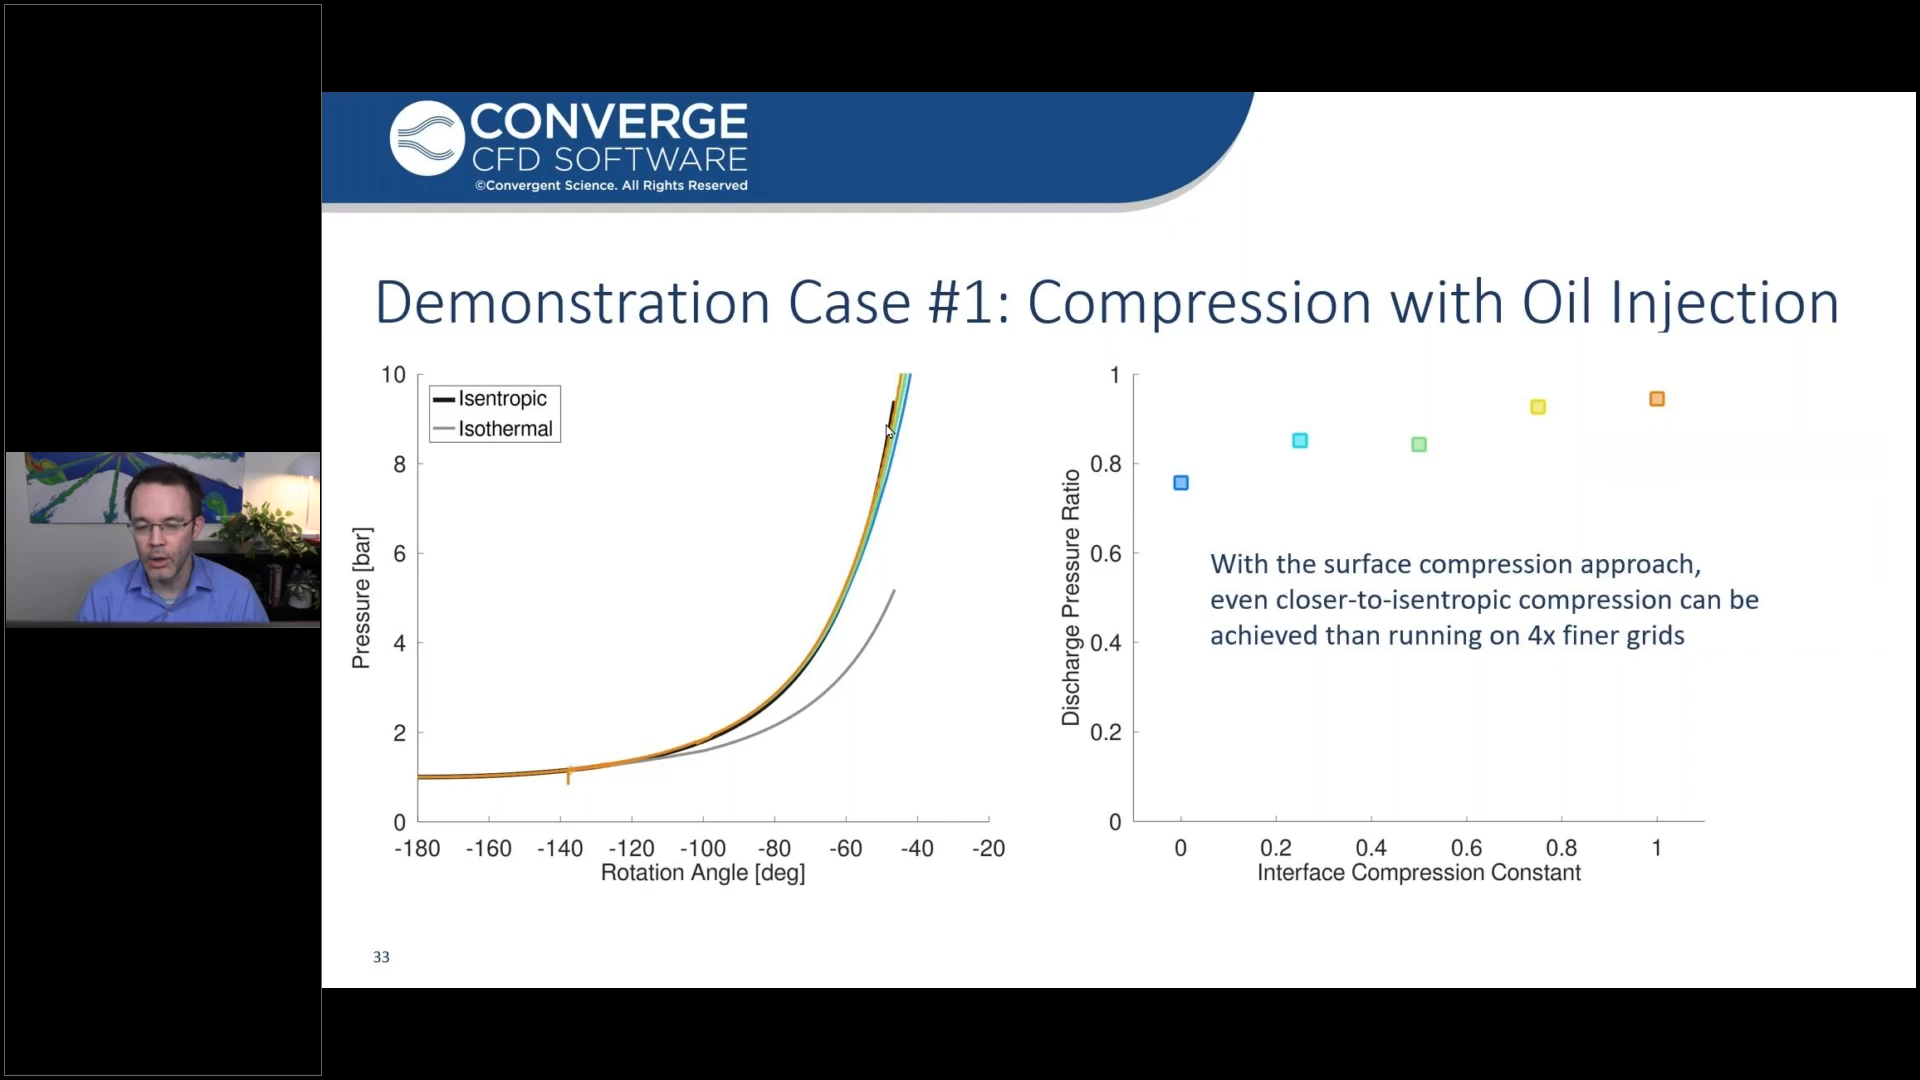 CONVERGE
CFD SOFTWARE
©Convergent Science. All Rights Reserved
Demonstration Case #1: Compression with Oil Injection
10
8
6
4
2
0
Pressure [bar]
Isentropic
Isothermal
-180 -160 -140 -120 -100 -80 -60 -40 -20
Rotation Angle [deg]
1
0.8
0.6
0.4
0.2
0
Discharge Pressure Ratio
With the surface compression approach,
even closer-to-isentropic compression can be
achieved than running on 4x finer grids
0 0.2 0.4 0.6 0.8 1
Interface Compression Constant
33